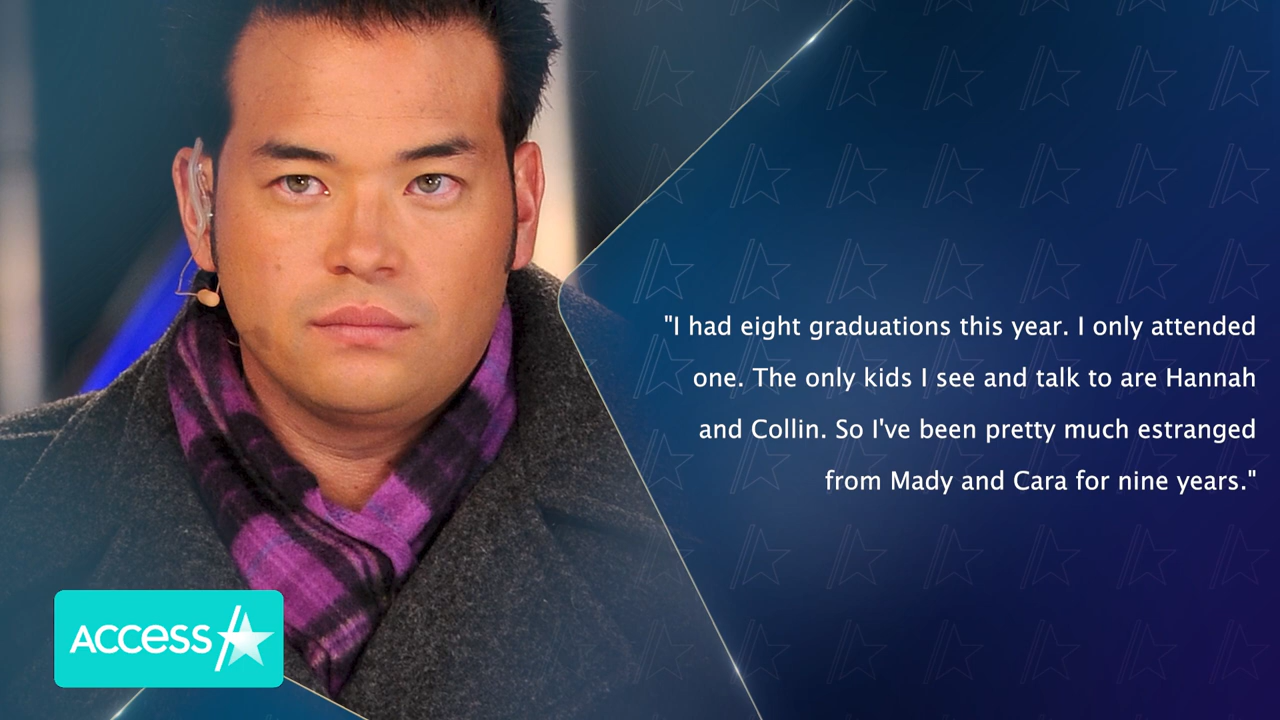 "I had eight graduations this year. I only attended
one. The only kids I see and talk to are Hannah
and Collin. So I've been pretty much estranged
from Mady and Cara for nine years."
ACCESS